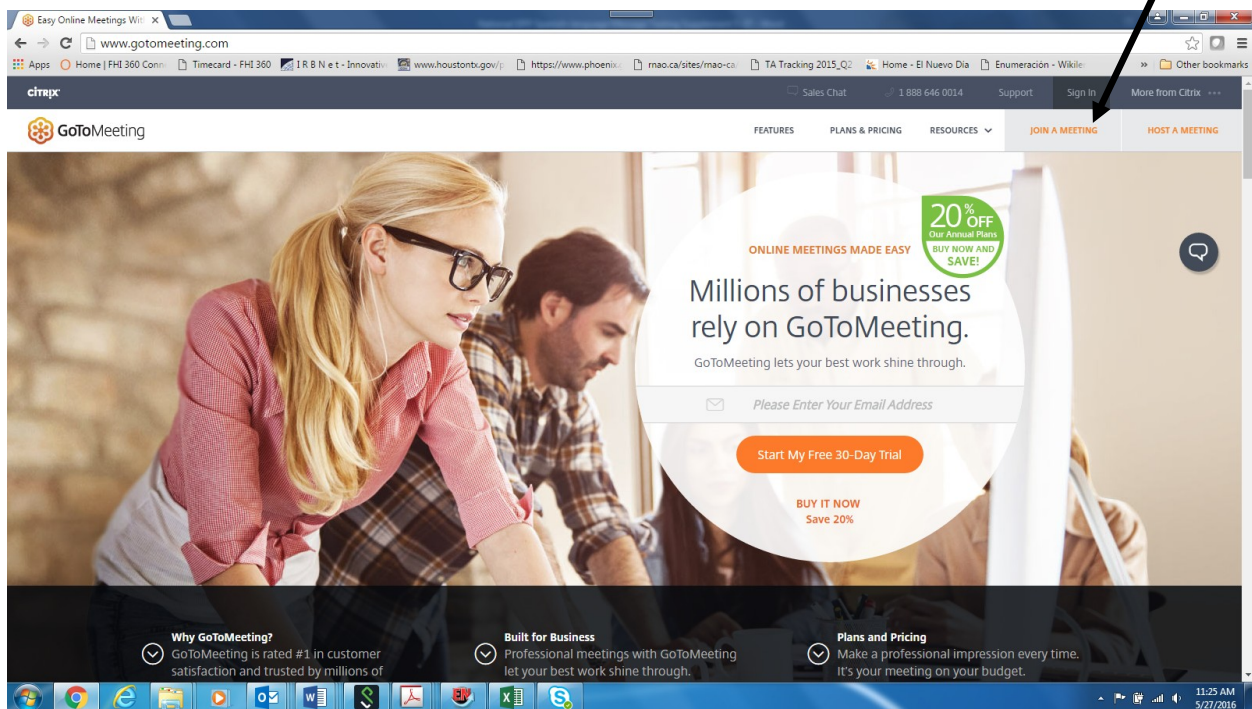 Easy Online Meetings Wit
www.gotomeeting.com
Apps Home | FHI 360 Conn Timecard - FHI 360 I R B N e t - Innovativ www.houstontx.gov/p https://www.phoenix. rnao.ca/sites/rnao-ca TA Tracking 2015_Q2 Home - El Nuevo Día Enumeración - Wikile » Other bookmarks
CİTRIX Sales Chat 1 888 646 0014 Support Sign In More from Citrix
GoToMeeting FEATURES PLANS & PRICING RESOURCES JOIN A MEETING HOST A MEETING
20% OFF
Our Annual Plans
BUY NOW AND
SAVE!
ONLINE MEETINGS MADE EASY
Millions of businesses
rely on GoToMeeting.
GoToMeeting lets your best work shine through.
Please Enter Your Email Address
Start My Free 30-Day Trial
BUY IT NOW
Save 20%
Why GoToMeeting?
GoToMeeting is rated #1 in customer
satisfaction and trusted by millions of
Built for Business
Professional meetings with GoToMeeting
let your best work shine through.
Plans and Pricing
Make a professional impression every time.
It's your meeting on your budget.
11:25 AM
5/27/2016